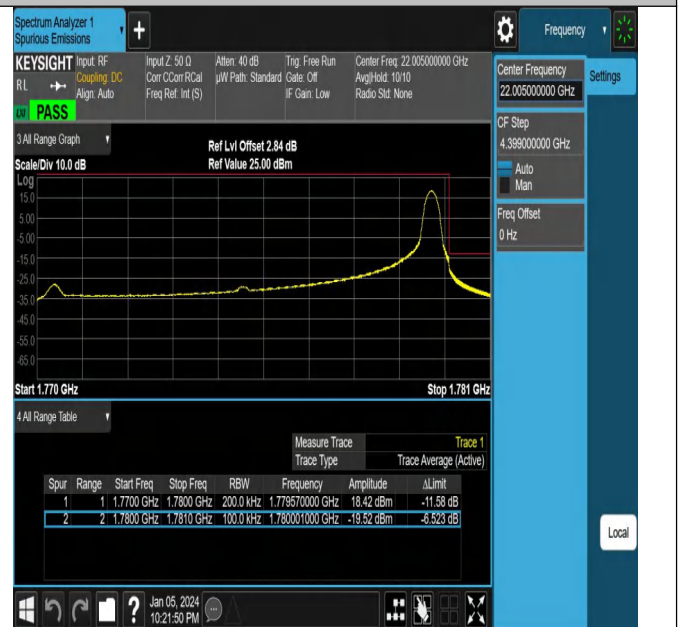 Spectrum Analyzer 1
Spurious Emissions
+
Frequency
KEYSIGHT Input: RF Input Z: 50 Ω Atten: 40 dB Trig: Free Run Center Freq: 22.005000000 GHz
RL Coupling: DC Corr CCorr RCal µW Path: Standard Gate: Off Avg|Hold: 10/10
Align: Auto Freq Ref: Int (S) IF Gain: Low Radio Std: None
PASS
Center Frequency
22.005000000 GHz
Settings
CF Step
4.399000000 GHz
Auto
Man
Freq Offset
0 Hz
3 All Range Graph
Ref Lvl Offset 2.84 dB
Scale/Div 10.0 dB Ref Value 25.00 dBm
Log
15.0
5.00
-5.00
-15.0
-25.0
-35.0
-45.0
-55.0
-65.0
Start 1.770 GHz Stop 1.781 GHz
4 All Range Table
Measure Trace Trace 1
Trace Type Trace Average (Active)
Spur Range Start Freq Stop Freq RBW Frequency Amplitude ΔLimit
1 1 1.7700 GHz 1.7800 GHz 200.0 kHz 1.779570000 GHz 18.42 dBm -11.58 dB
2 2 1.7800 GHz 1.7810 GHz 100.0 kHz 1.780001000 GHz -19.52 dBm -6.523 dB
Local
? Jan 05, 2024
10:21:50 PM